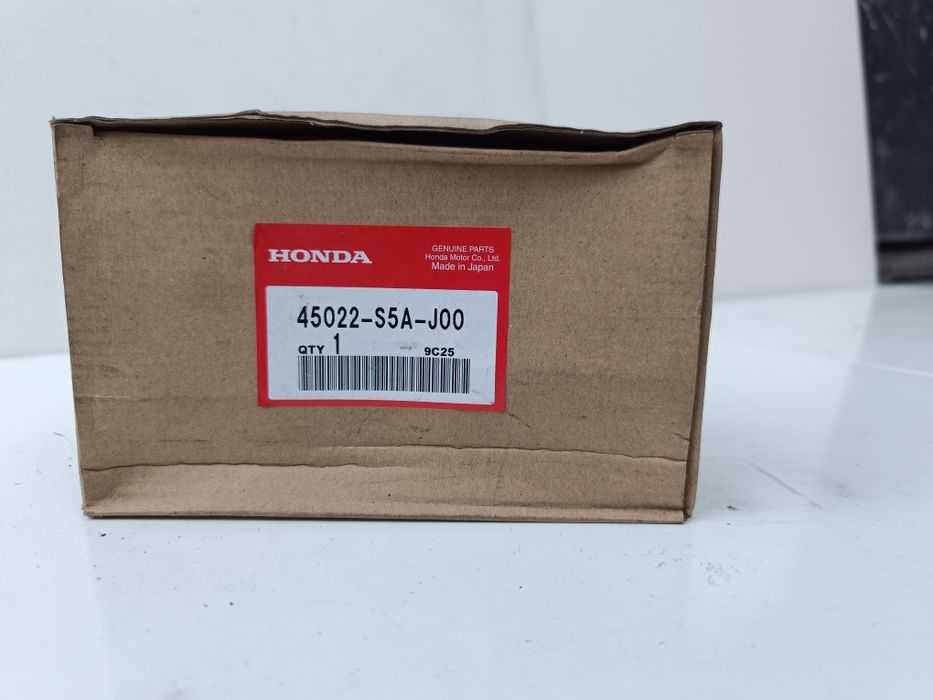 HONDA
GENUINE PARTS
Honda Motor Co., Ltd.
Made in Japan
45022-S5A-J00
QTY 1 9C25